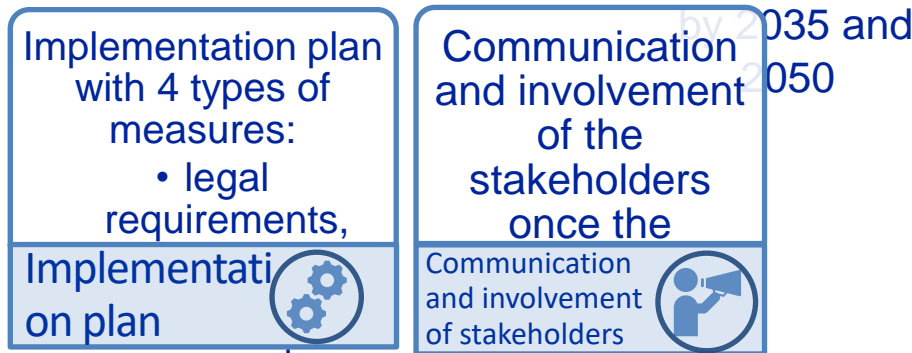 Implementation plan
with 4 types of
measures:
• legal
requirements,
Implementati
on plan
Communication
and involvement
of the
stakeholders
once the
Communication
and involvement
of stakeholders
by 2035 and
2050